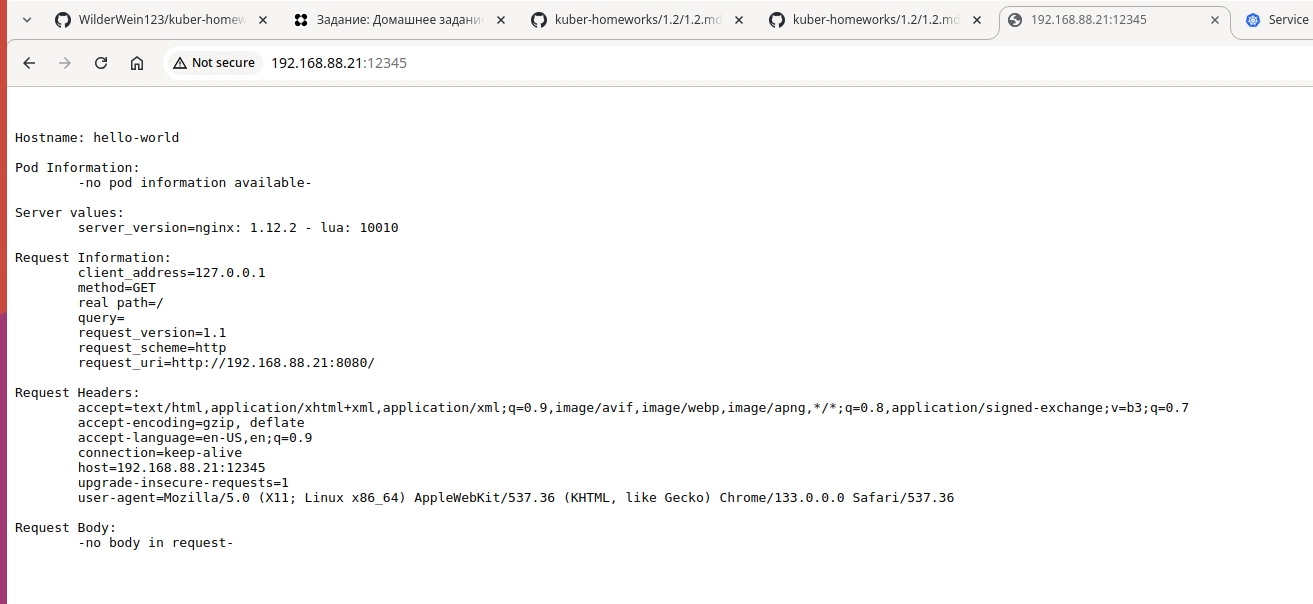 WilderWein123/kuber-homew
Задание: Домашнее задани
kuber-homeworks/1.2/1.2.md
kuber-homeworks/1.2/1.2.md
192.168.88.21:12345
Service
Not secure
192.168.88.21:12345
Hostname: hello-world
Pod Information:
-no pod information available-
Server values:
server_version=nginx: 1.12.2 - lua: 10010
Request Information:
client_address=127.0.0.1
method=GET
real path=/
query=
request_version=1.1
request_scheme=http
request_uri=http://192.168.88.21:8080/
Request Headers:
accept=text/html,application/xhtml+xml,application/xml;q=0.9,image/avif,image/webp,image/apng,*/*;q=0.8,application/signed-exchange;v=b3;q=0.7
accept-encoding=gzip, deflate
accept-language=en-US,en;q=0.9
connection=keep-alive
host=192.168.88.21:12345
upgrade-insecure-requests=1
user-agent=Mozilla/5.0 (X11; Linux x86_64) AppleWebKit/537.36 (KHTML, like Gecko) Chrome/133.0.0.0 Safari/537.36
Request Body:
-no body in request-